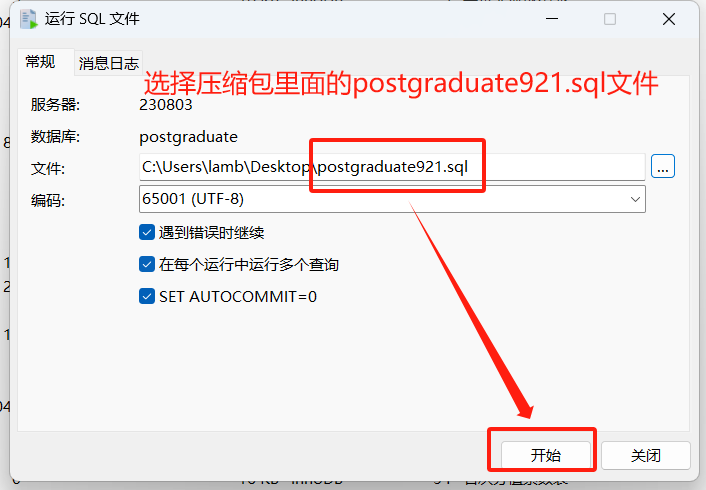 运行 SQL 文件
常规
消息日志
选择压缩包里面的postgraduate921.sql文件
服务器:
230803
数据库:
postgraduate
文件:
C:\Users\lamb\Desktop\postgraduate921.sql
...
编码:
65001 (UTF-8)
遇到错误时继续
在每个运行中运行多个查询
SET AUTOCOMMIT=0
开始
关闭